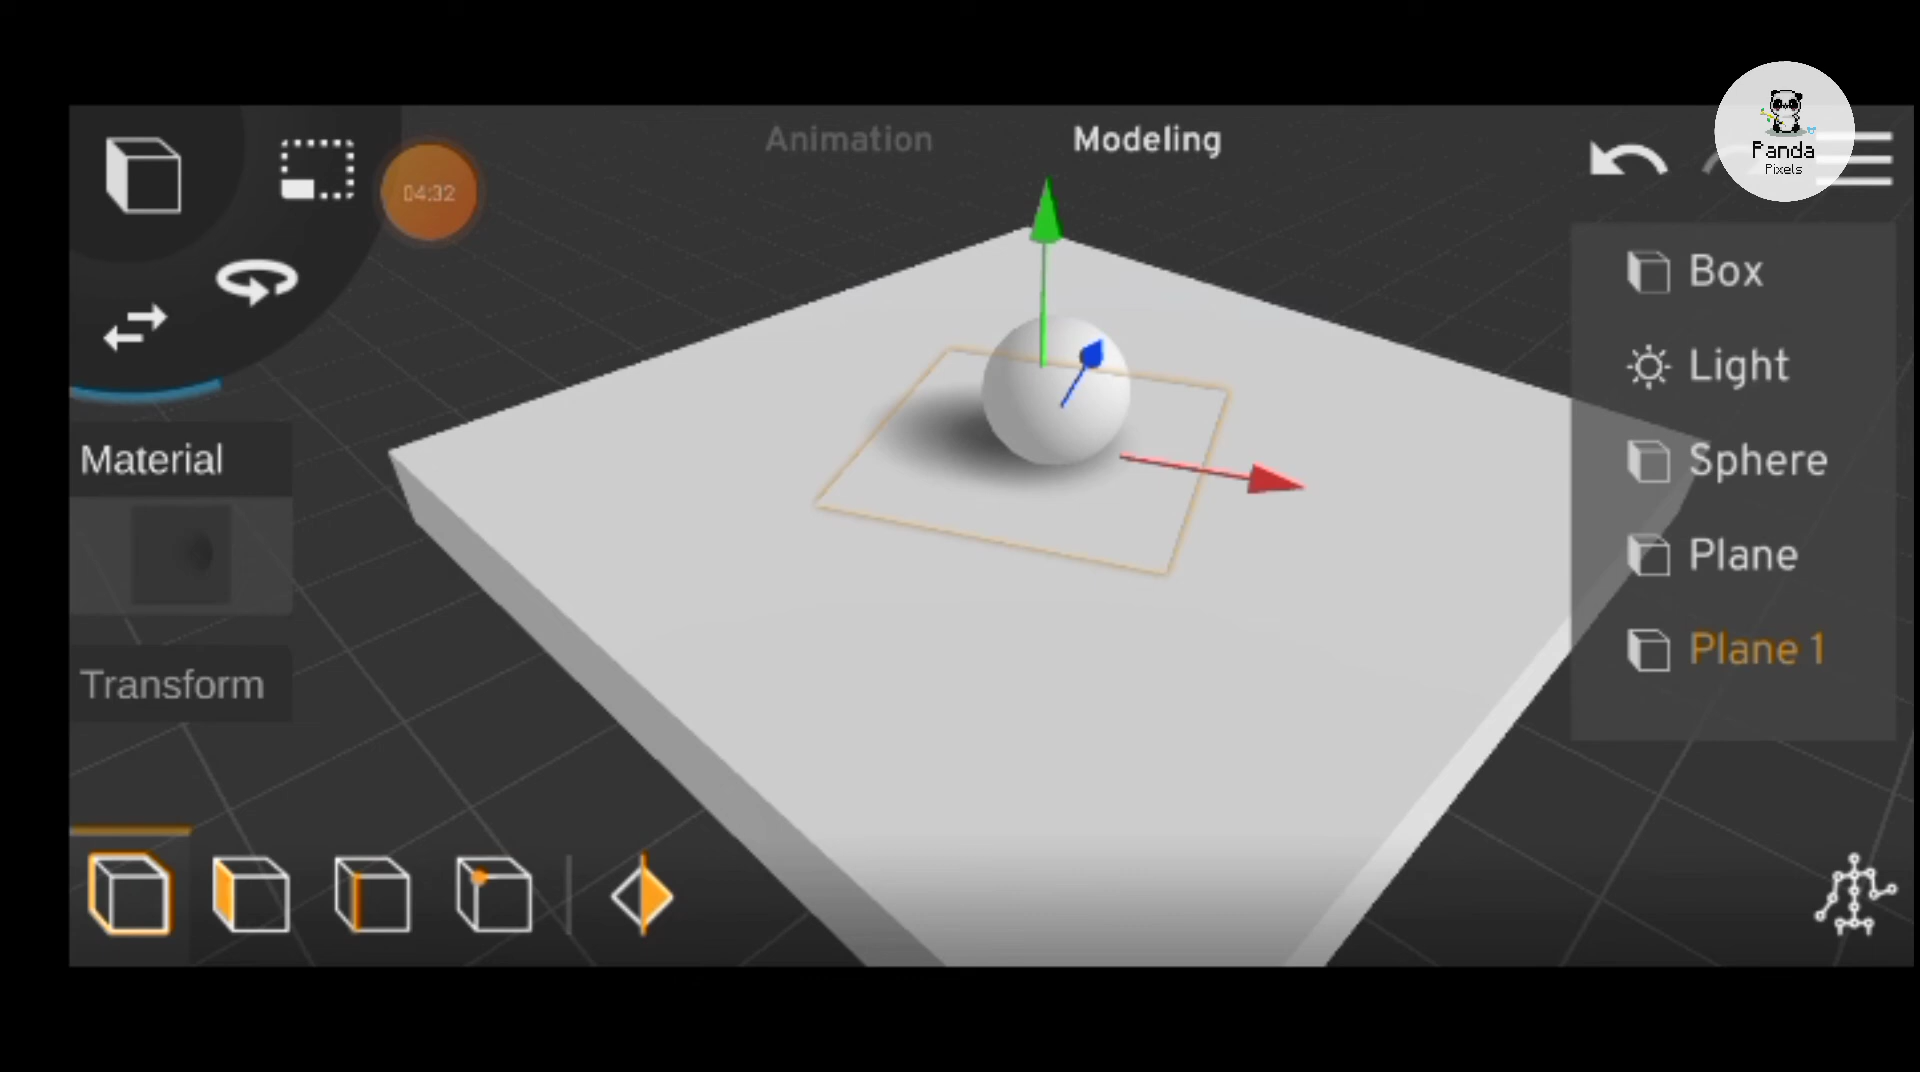 Animation
Modeling
04:32
Panda
Pixels
Box
Light
Material
Sphere
Plane
Plane 1
Transform